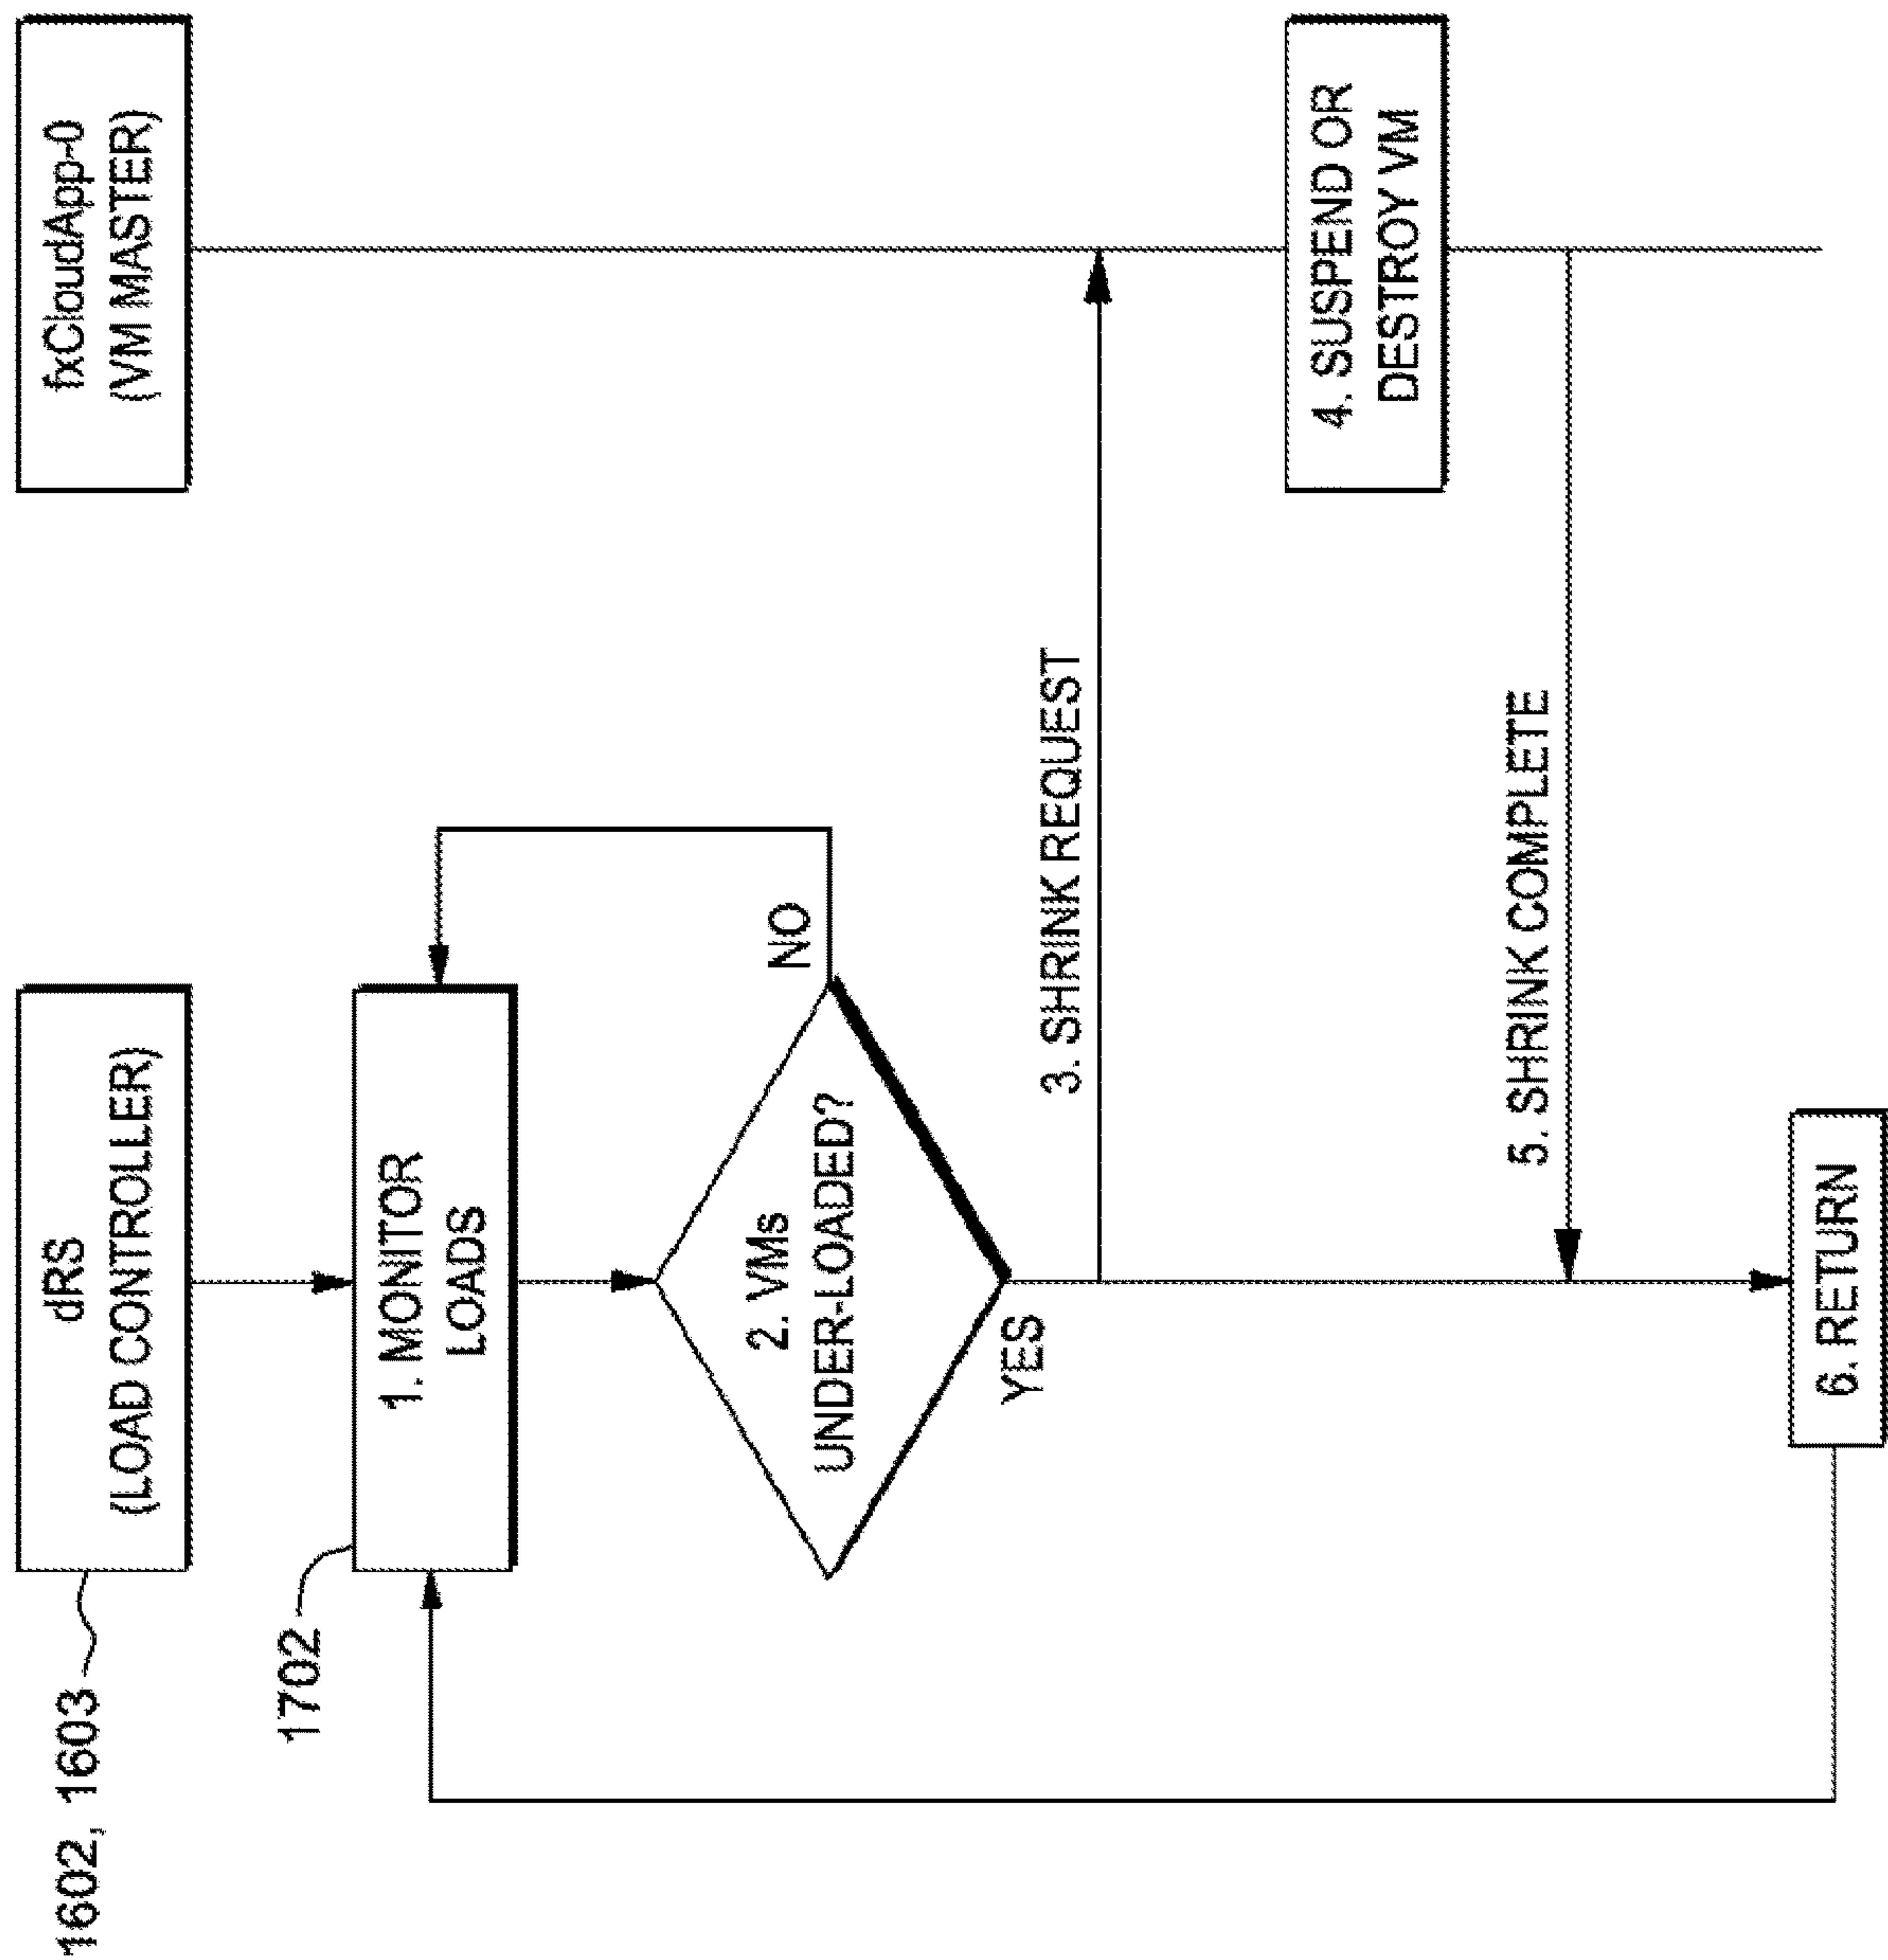 1602, 1603
dRS
(LOAD CONTROLLER)
fxCloudApp-0
(VM MASTER)
1702
1. MONITOR
LOADS
2. VMs
UNDER-LOADED?
NO
YES
3. SHRINK REQUEST
4. SUSPEND OR
DESTROY VM
5. SHRINK COMPLETE
6. RETURN